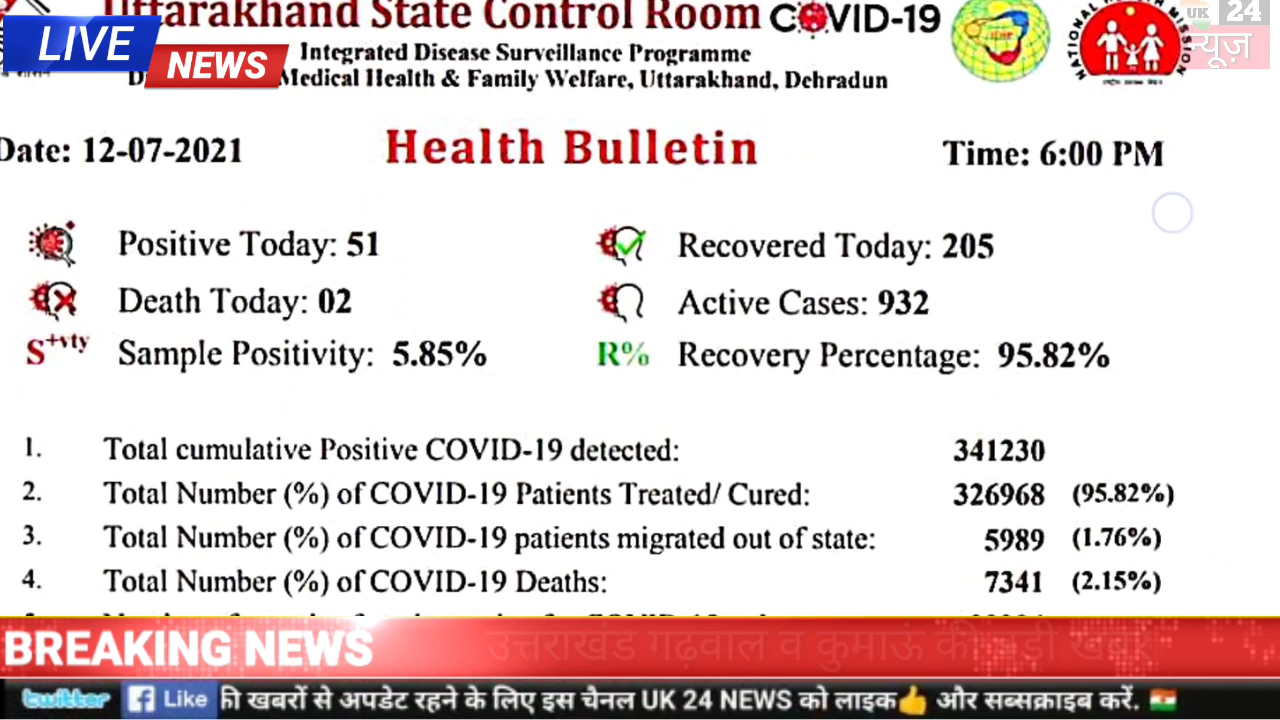 Uttarakhand State Control Room COVID-19
UK 24
न्यूज़
LIVE
NEWS
Integrated Disease Surveillance Programme
Medical Health & Family Welfare, Uttarakhand, Dehradun
NATIONAL HEALTH MISSION
Date: 12-07-2021
Health Bulletin
Time: 6:00 PM
Positive Today: 51
Recovered Today: 205
Death Today: 02
Active Cases: 932
S+vty Sample Positivity: 5.85%
R% Recovery Percentage: 95.82%
1. Total cumulative Positive COVID-19 detected: 341230
2. Total Number (%) of COVID-19 Patients Treated/ Cured: 326968 (95.82%)
3. Total Number (%) of COVID-19 patients migrated out of state: 5989 (1.76%)
4. Total Number (%) of COVID-19 Deaths: 7341 (2.15%)
BREAKING NEWS उत्तराखंड गढ़वाल व कुमाऊं की बड़ी खबरें
twitter f Like की खबरों से अपडेट रहने के लिए इस चैनल UK 24 NEWS को लाइक👍 और सब्सक्राइब करें. 🇮🇳